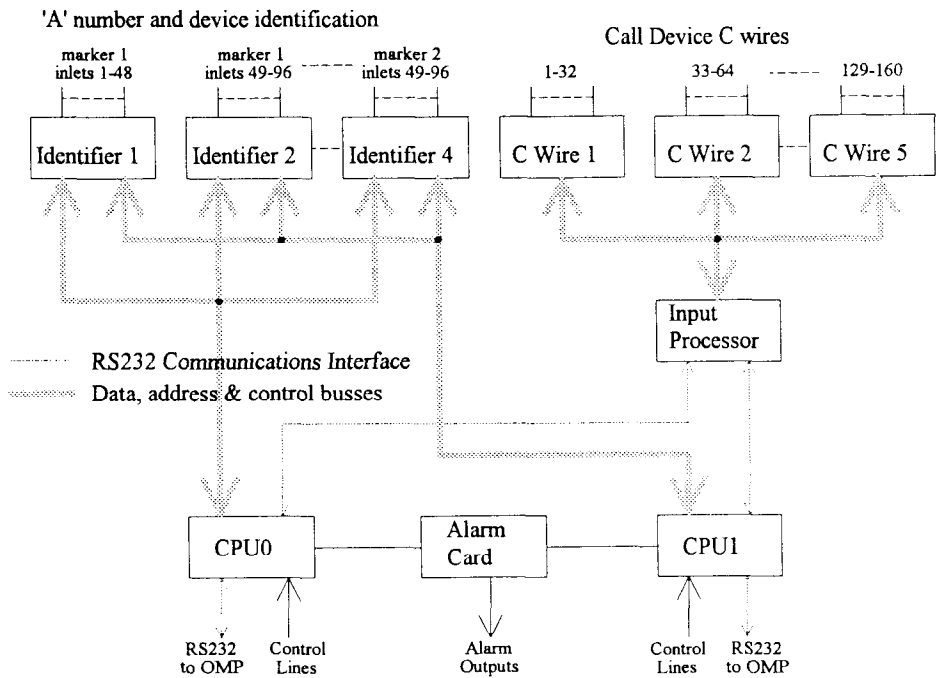 'A' number and device identification
Call Device C wires
marker 1
inlets 1-48
marker 1
inlets 49-96
marker 2
inlets 49-96
1-32
33-64
129-160
Identifier 1
Identifier 2
Identifier 4
C Wire 1
C Wire 2
C Wire 5
Input
Processor
RS232 Communications Interface
Data, address & control busses
CPU0
Alarm
Card
CPU1
RS232
to OMP
Control
Lines
Alarm
Outputs
Control
Lines
RS232
to OMP